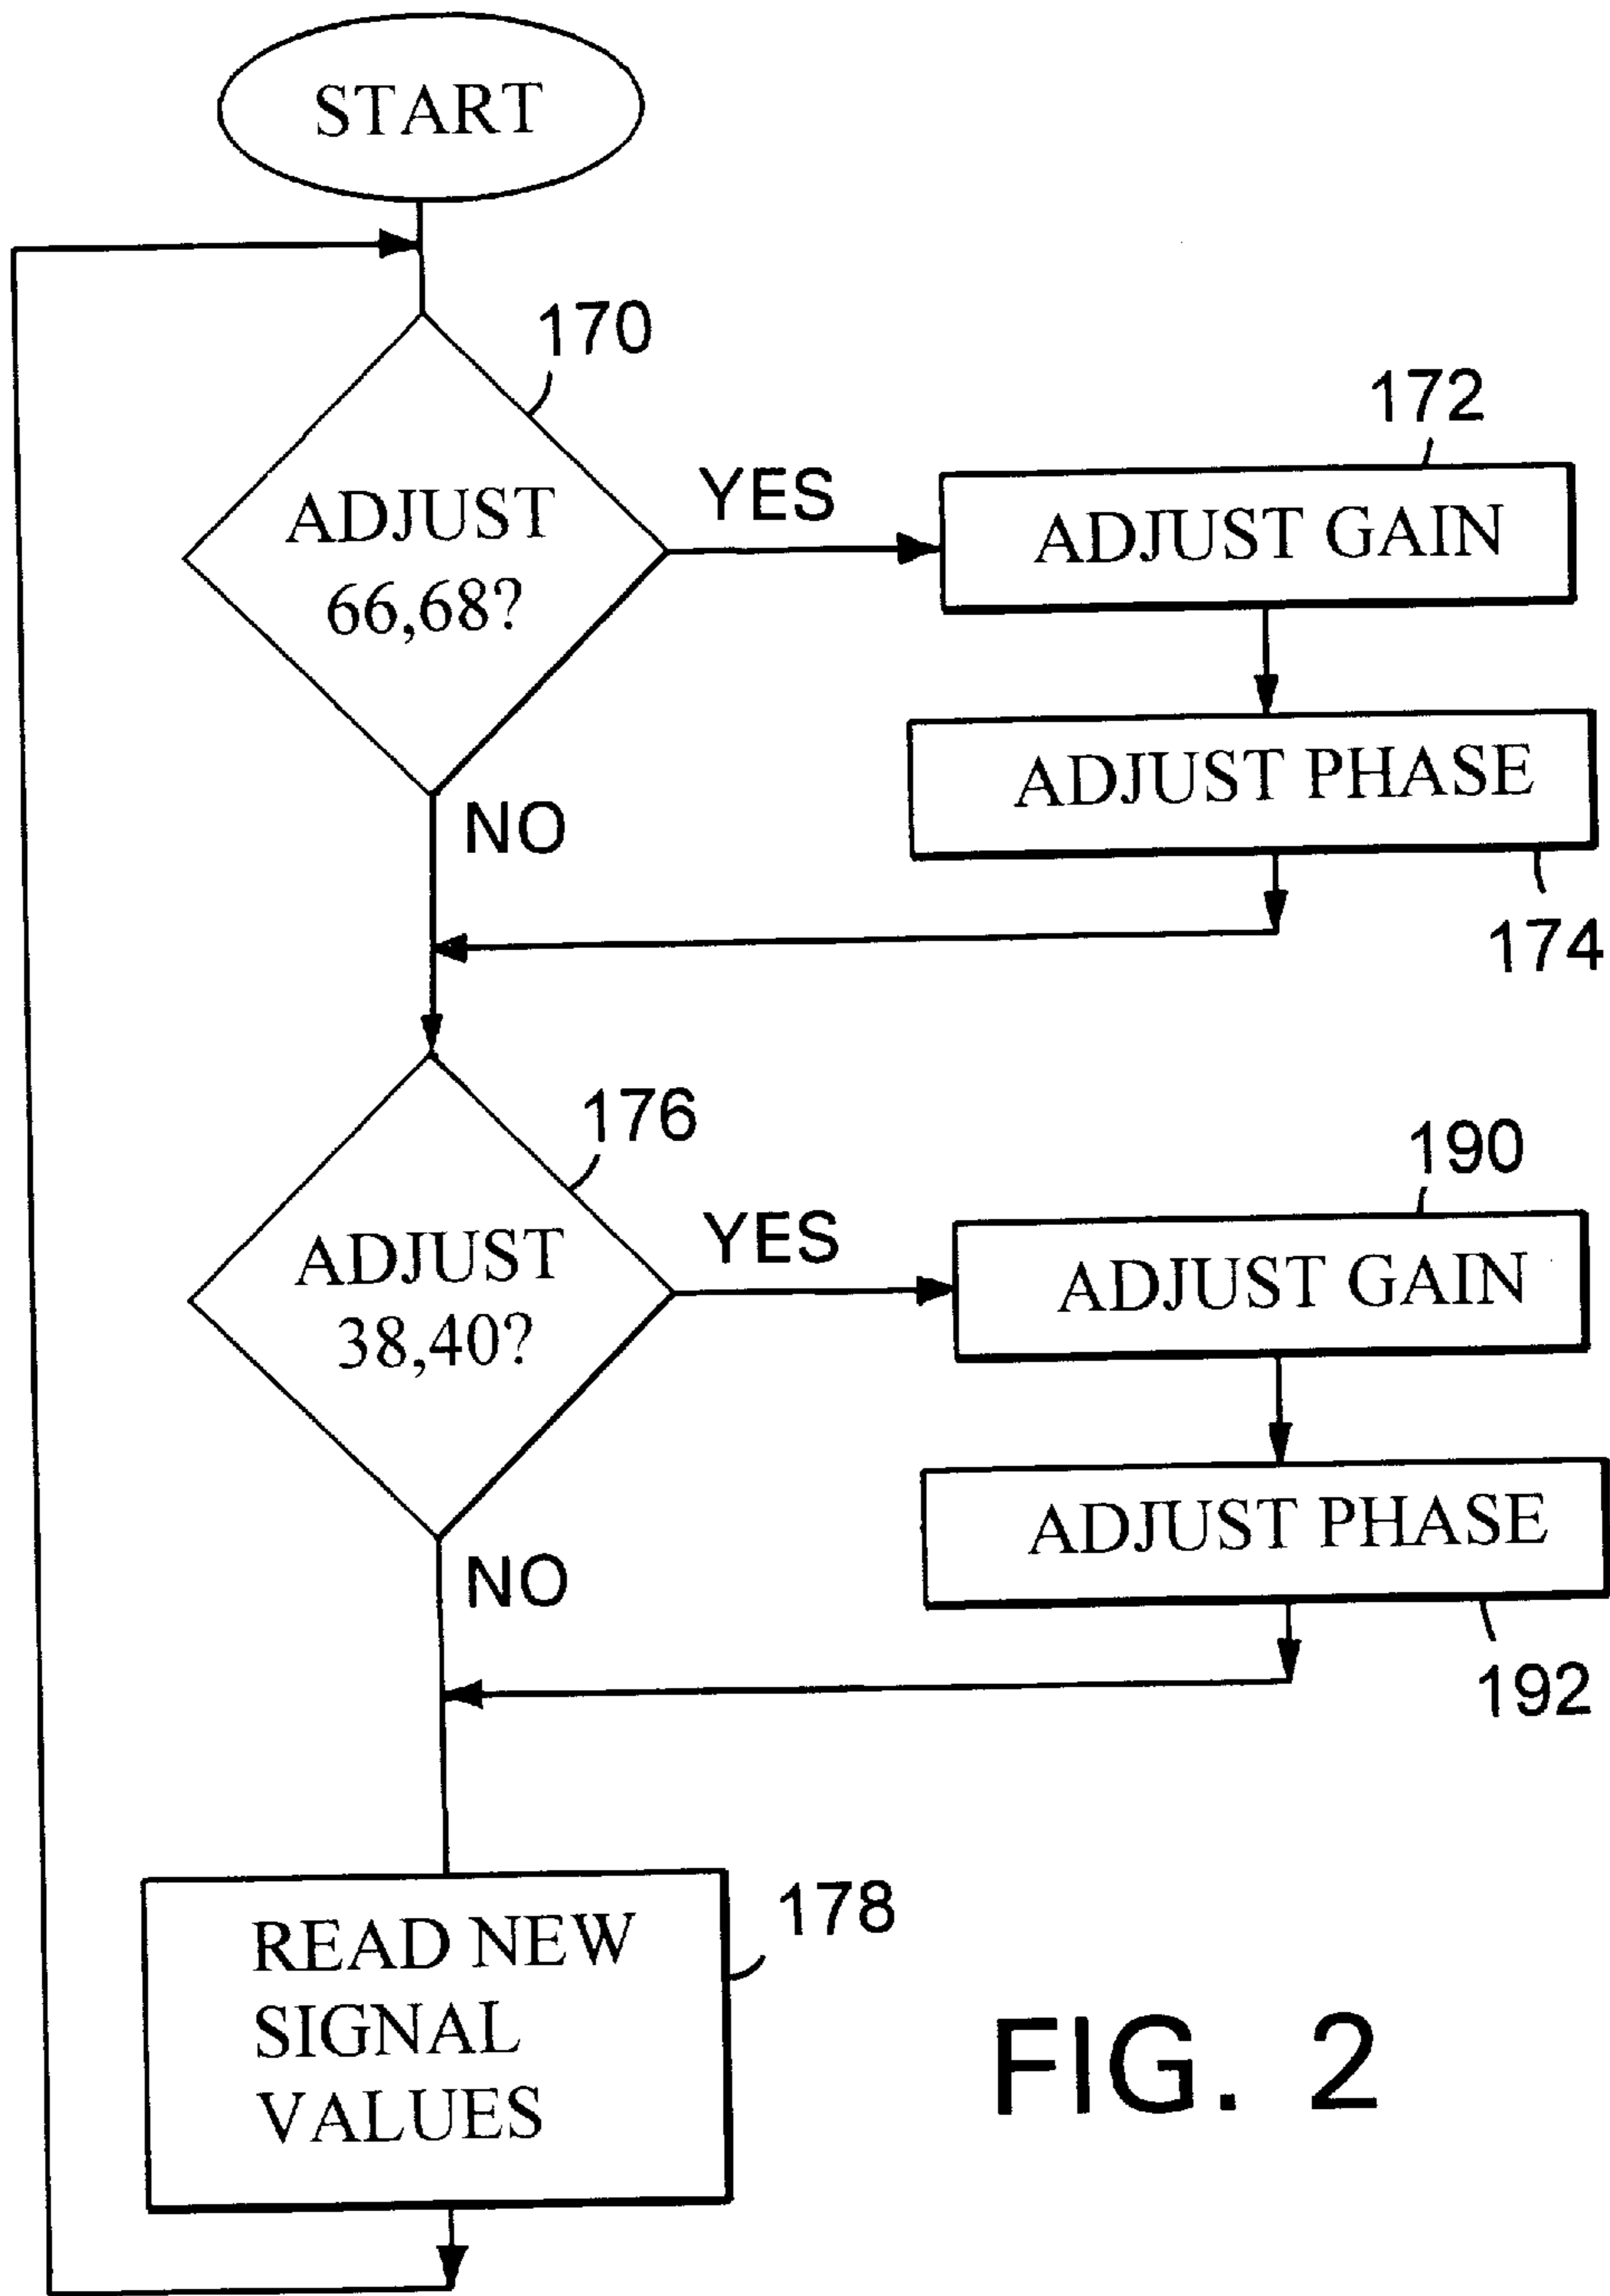 START
170
ADJUST
66,68?
YES
172
ADJUST GAIN
ADJUST PHASE
174
NO
176
ADJUST
38,40?
YES
190
ADJUST GAIN
ADJUST PHASE
192
NO
READ NEW
SIGNAL
VALUES
178
FIG. 2